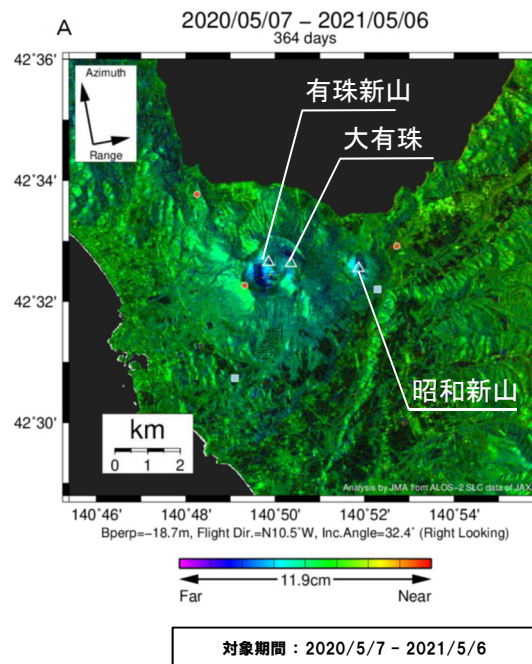 A
2020/05/07 − 2021/05/06
364 days
42˚36'
42˚34'
42˚32'
42˚30'
Azimuth
Range
有珠新山
大有珠
昭和新山
km
0 1 2
Analysis by JMA from ALOS−2 SLC data of JAX
140˚46' 140˚48' 140˚50' 140˚52' 140˚54'
Bperp=−18.7m, Flight Dir.=N10.5˚W, Inc.Angle=32.4˚ (Right Looking)
11.9cm
Far Near
対象期間：2020/5/7 - 2021/5/6